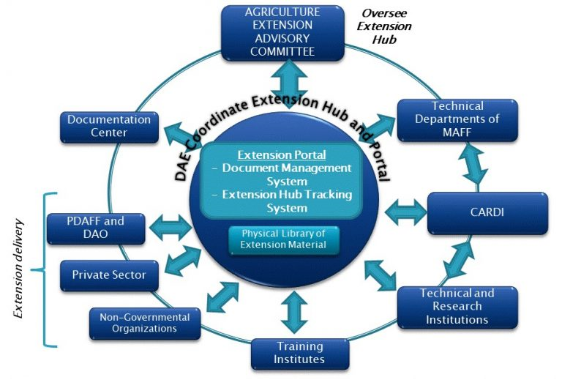 AGRICULTURE
EXTENSION
ADVISORY
COMMITTEE
Oversee
Extension
Hub
DAE Coordinate Extension Hub and Portal
Documentation
Center
Technical
Departments of
MAFF
Extension Portal
- Document Management
System
- Extension Hub Tracking
System
Physical Library of
Extension Material
CARDI
Extension delivery
PDAFF and
DAO
Private Sector
Non-Governmental
Organizations
Training
Institutes
Technical and
Research
Institutions